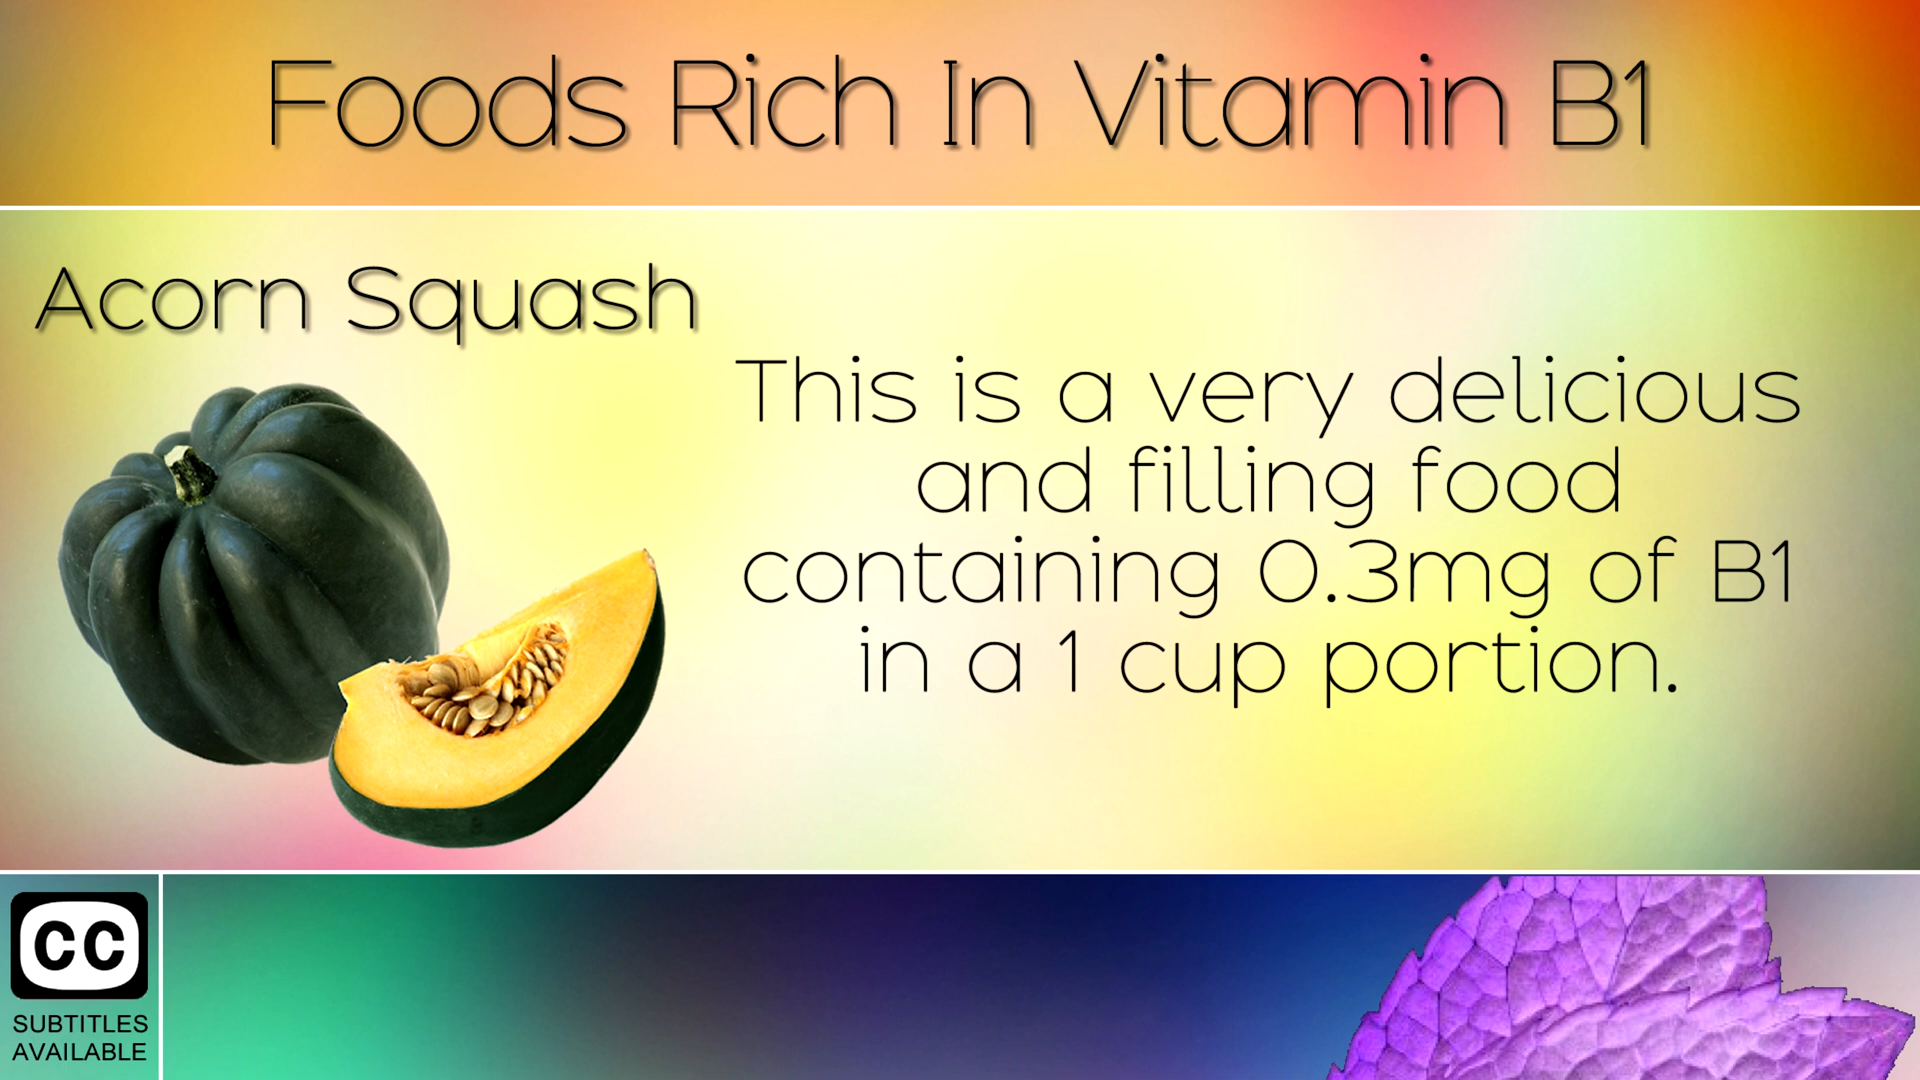 Foods Rich In Vitamin B1
Acorn Squash
This is a very delicious
and filling food
containing 0.3mg of B1
in a 1 cup portion.
CC
SUBTITLES
AVAILABLE